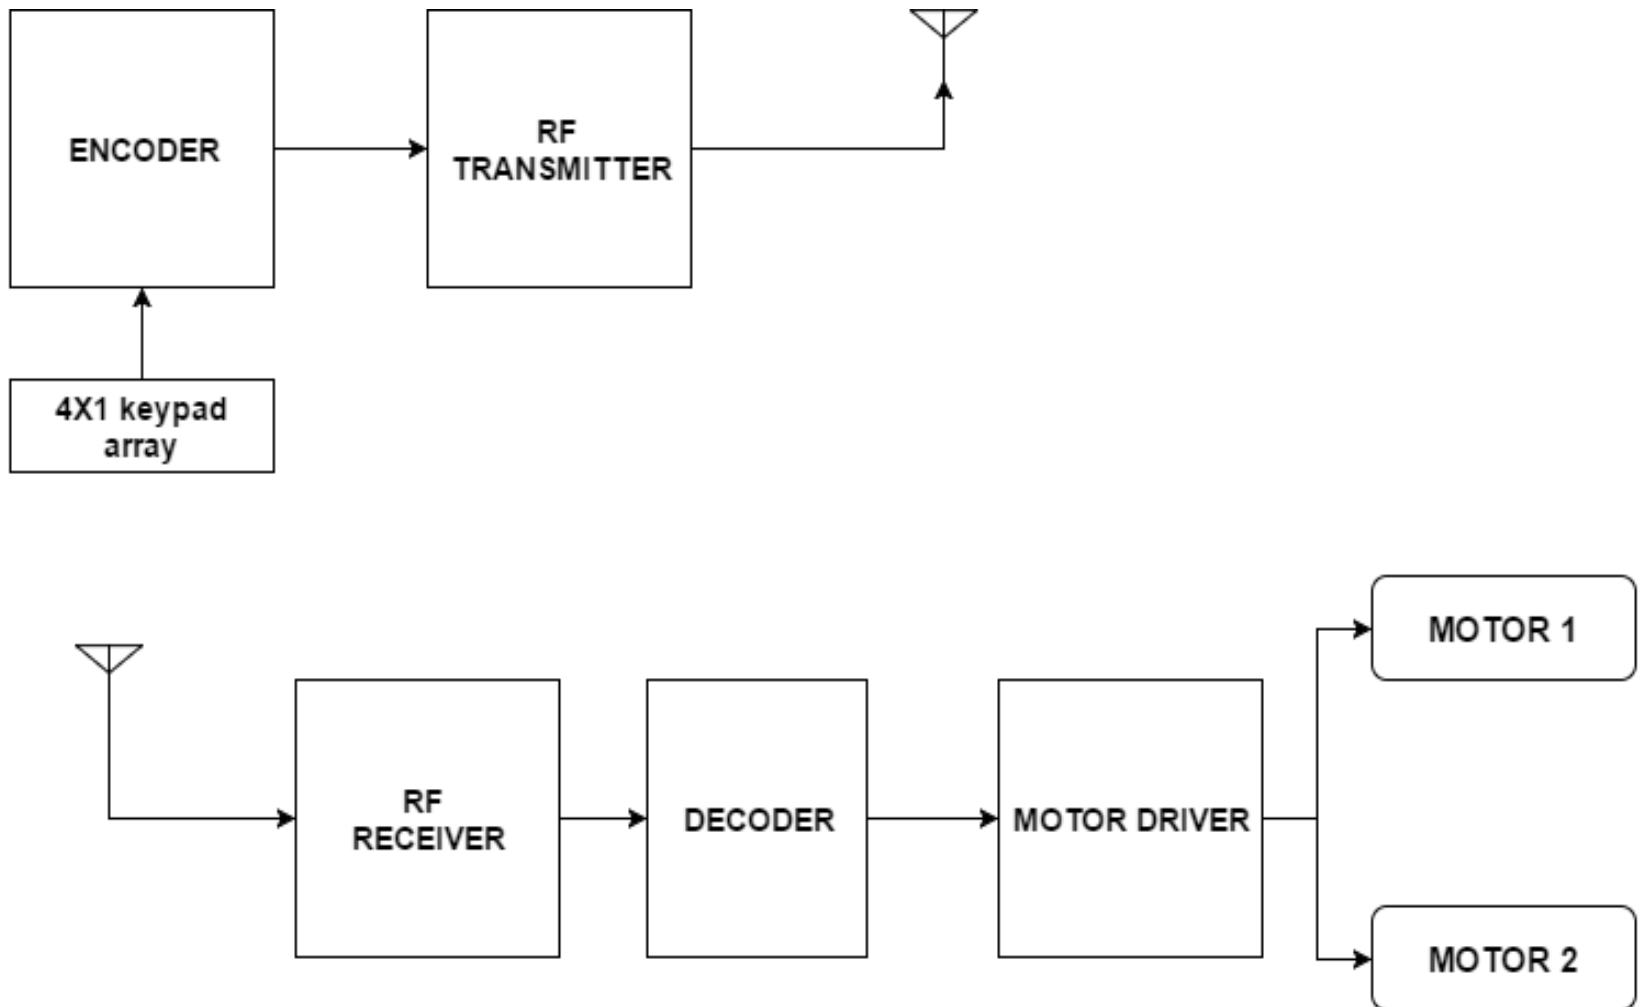 ENCODER
RF
TRANSMITTER
4X1 keypad
array
MOTOR 1
RF
RECEIVER
DECODER
MOTOR DRIVER
MOTOR 2